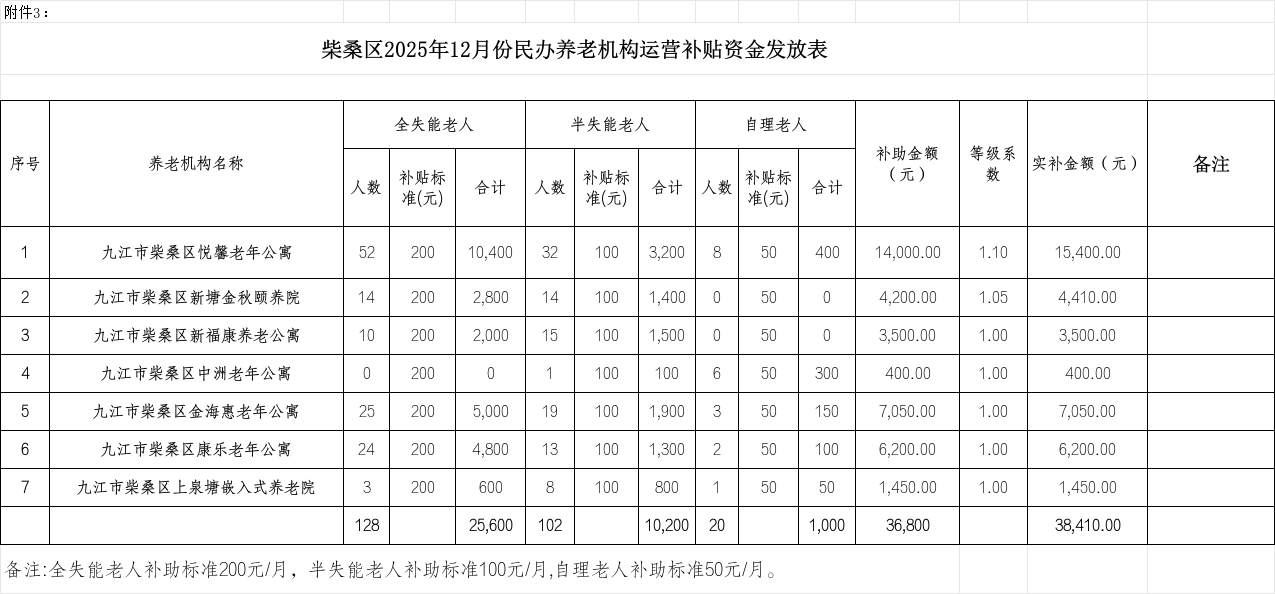 附件3：
柴桑区2025年12月份民办养老机构运营补贴资金发放表
序号 养老机构名称 全失能老人 半失能老人 自理老人 补助金额（元） 等级系数 实补金额（元） 备注
人数 补贴标准(元) 合计 人数 补贴标准(元) 合计 人数 补贴标准(元) 合计
1 九江市柴桑区悦馨老年公寓 52 200 10,400 32 100 3,200 8 50 400 14,000.00 1.10 15,400.00
2 九江市柴桑区新塘金秋颐养院 14 200 2,800 14 100 1,400 0 50 0 4,200.00 1.05 4,410.00
3 九江市柴桑区新福康养老公寓 10 200 2,000 15 100 1,500 0 50 0 3,500.00 1.00 3,500.00
4 九江市柴桑区中洲老年公寓 0 200 0 1 100 100 6 50 300 400.00 1.00 400.00
5 九江市柴桑区金海惠老年公寓 25 200 5,000 19 100 1,900 3 50 150 7,050.00 1.00 7,050.00
6 九江市柴桑区康乐老年公寓 24 200 4,800 13 100 1,300 2 50 100 6,200.00 1.00 6,200.00
7 九江市柴桑区上泉塘嵌入式养老院 3 200 600 8 100 800 1 50 50 1,450.00 1.00 1,450.00
128 25,600 102 10,200 20 1,000 36,800 38,410.00
备注:全失能老人补助标准200元/月，半失能老人补助标准100元/月,自理老人补助标准50元/月。